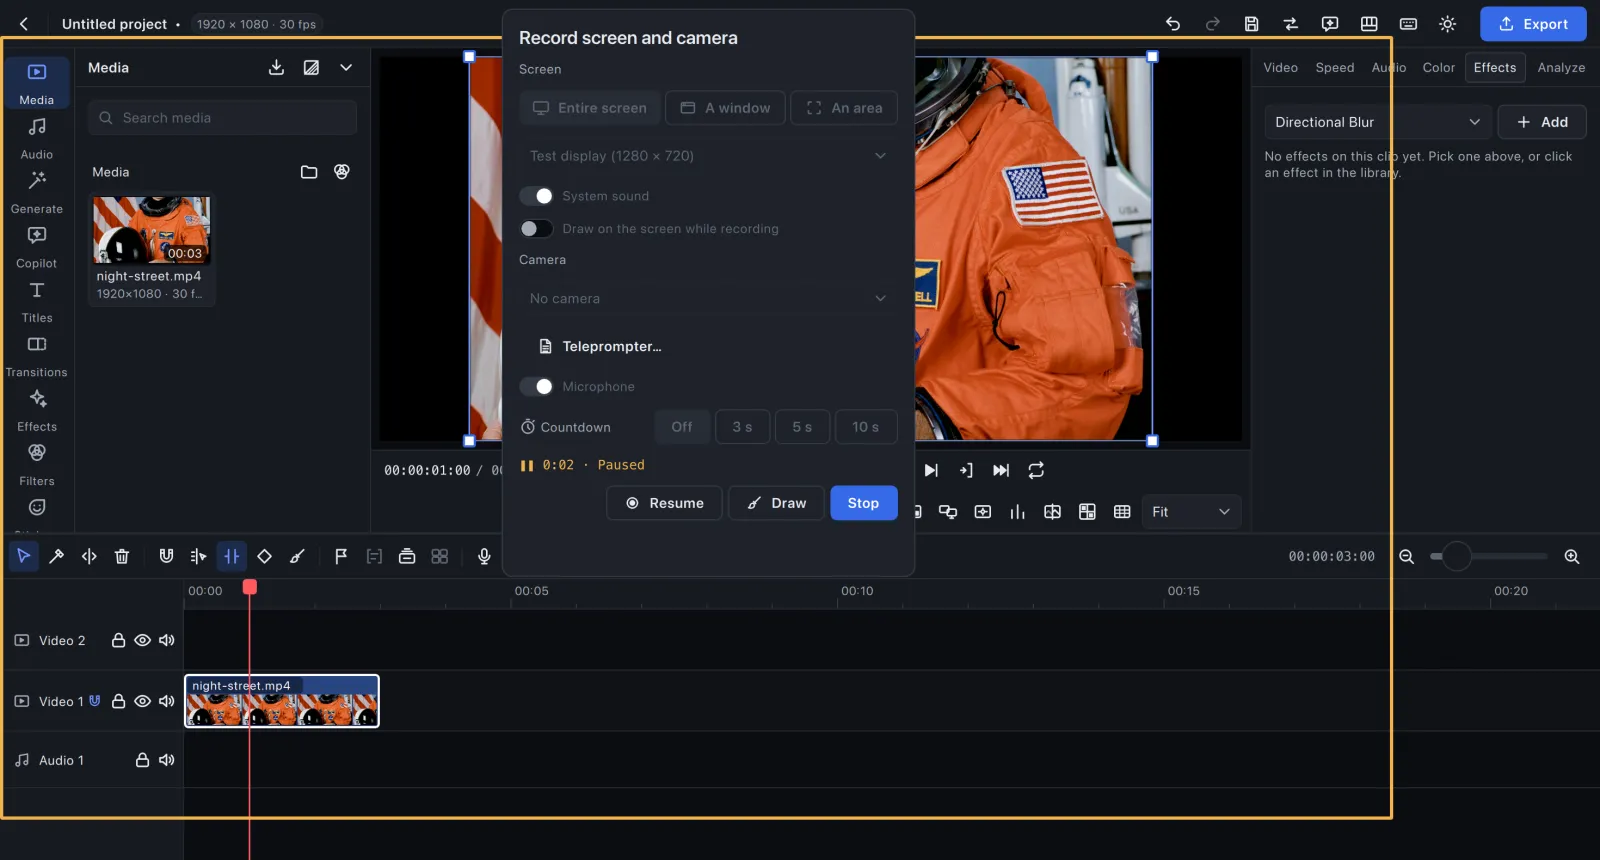 Untitled project •
1920 × 1080 · 30 fps
Export
Media
Audio
Generate
Copilot
Titles
Transitions
Effects
Filters
Media
Search media
Media
00:03
night-street.mp4
1920×1080 · 30 f...
Record screen and camera
Screen
Entire screen
A window
An area
Test display (1280 × 720)
System sound
Draw on the screen while recording
Camera
No camera
Teleprompter...
Microphone
Countdown
Off
3 s
5 s
10 s
0:02 · Paused
Resume
Draw
Stop
USA
ELL
00:00:01:00 / 00
Fit
Video
Speed
Audio
Color
Effects
Analyze
Directional Blur
Add
No effects on this clip yet. Pick one above, or click
an effect in the library.
00:00:03:00
00:00
00:05
00:10
00:15
00:20
Video 2
Video 1
night-street.mp4
Audio 1